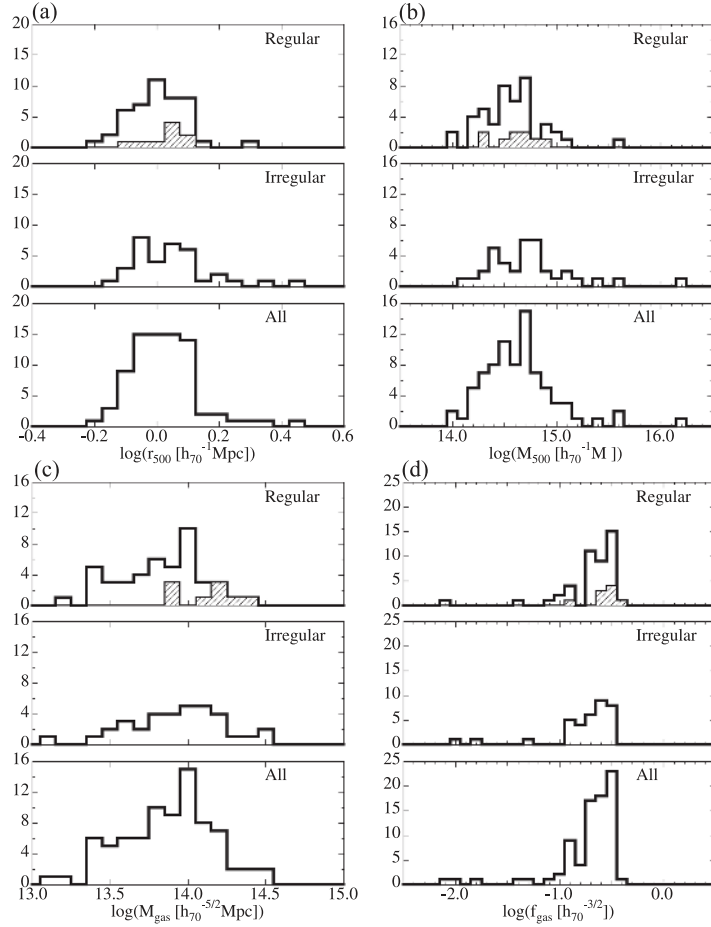 (a) (b)
20 Regular 16 Regular
15 12
10 8
5 4
0 0
20 Irregular 16 Irregular
15 12
10 8
5 4
0 0
20 All 16 All
15 12
10 8
5 4
0 0
-0.4 -0.2 0.0 0.2 0.4 0.6 14.0 15.0 16.0
log(r500 [h70^-1Mpc]) log(M500 [h70^-1M ])
(c) (d)
16 Regular 25 Regular
12 20
8 15
4 10
0 5
0
16 Irregular 25 Irregular
12 20
8 15
4 10
0 5
0
16 All 25 All
12 20
8 15
4 10
0 5
0
13.0 13.5 14.0 14.5 15.0 -2.0 -1.0 0.0
log(Mgas [h70^-5/2Mpc]) log(fgas [h70^-3/2])